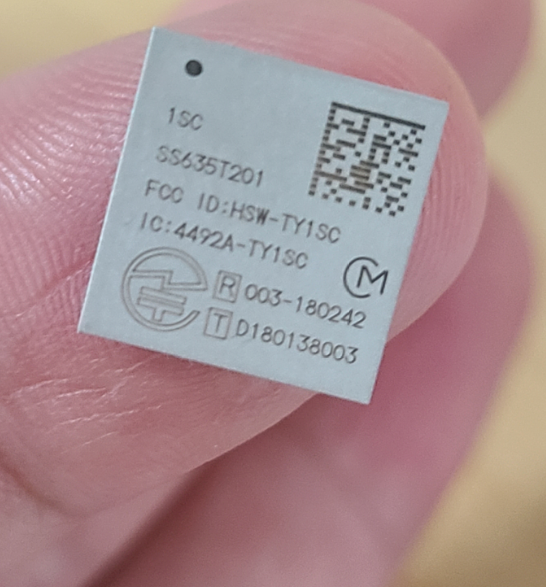 1SC
SS635T201
FCC ID:HSW-TY1SC
IC:4492A-TY1SC
R 003-180242
T D180138003